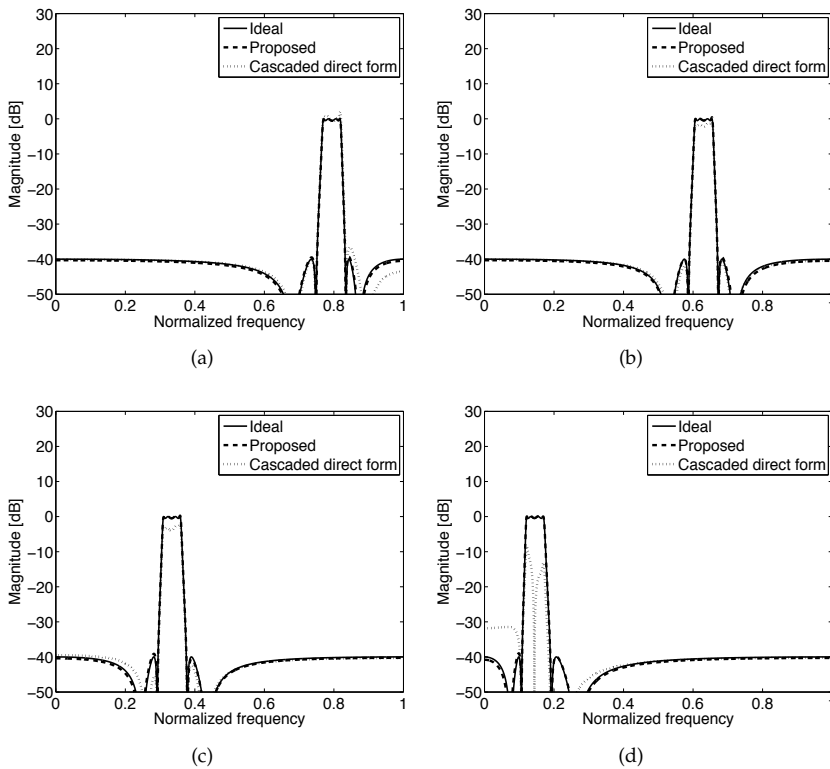 30
20
10
0
−10
−20
−30
−40
−50
Magnitude [dB]
Ideal
Proposed
Cascaded direct form
0 0.2 0.4 0.6 0.8 1
Normalized frequency
(a)
30
20
10
0
−10
−20
−30
−40
−50
Magnitude [dB]
Ideal
Proposed
Cascaded direct form
0 0.2 0.4 0.6 0.8 1
Normalized frequency
(b)
30
20
10
0
−10
−20
−30
−40
−50
Magnitude [dB]
Ideal
Proposed
Cascaded direct form
0 0.2 0.4 0.6 0.8 1
Normalized frequency
(c)
30
20
10
0
−10
−20
−30
−40
−50
Magnitude [dB]
Ideal
Proposed
Cascaded direct form
0 0.2 0.4 0.6 0.8 1
Normalized frequency
(d)